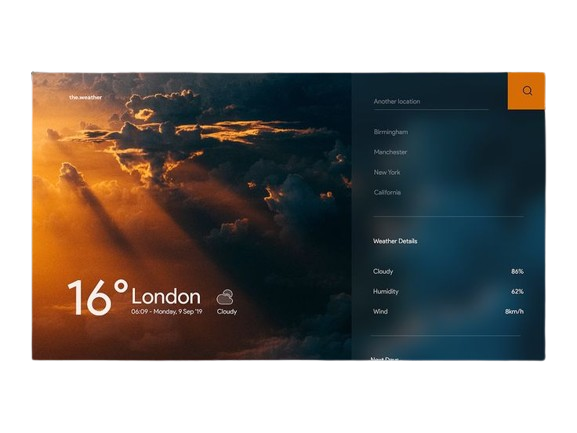 the.weather
16°
London
06:09 - Monday, 9 Sep '19
Cloudy
Another location
Birmingham
Manchester
New York
California
Weather Details
Cloudy 86%
Humidity 62%
Wind 8km/h
Next Days